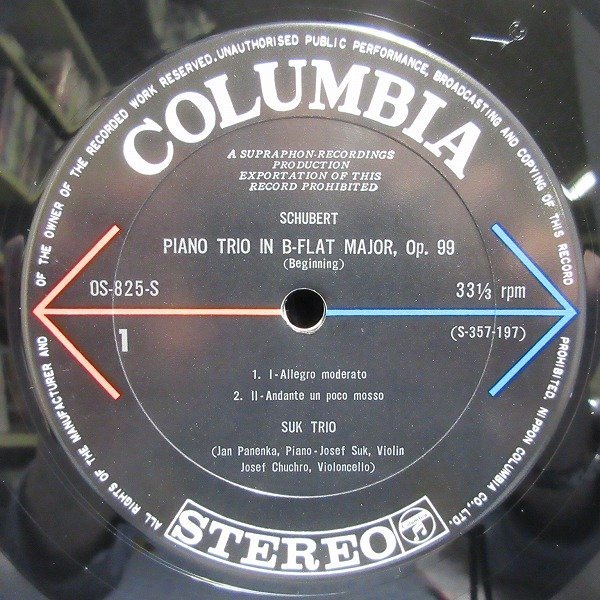 ALL RIGHTS OF THE MANUFACTURER AND OF THE OWNER OF THE RECORDED WORK RESERVED. UNAUTHORISED PUBLIC PERFORMANCE, BROADCASTING AND COPYING OF THIS RECORD PROHIBITED. NIPPON COLUMBIA CO., LTD.
COLUMBIA
A SUPRAPHON-RECORDINGS
PRODUCTION
EXPORTATION OF THIS
RECORD PROHIBITED
SCHUBERT
PIANO TRIO IN B-FLAT MAJOR, Op. 99
(Beginning)
OS-825-S
33⅓ rpm
1
(S-357-197)
1. I-Allegro moderato
2. II-Andante un poco mosso
SUK TRIO
(Jan Panenka, Piano-Josef Suk, Violin
Josef Chuchro, Violoncello)
STEREO